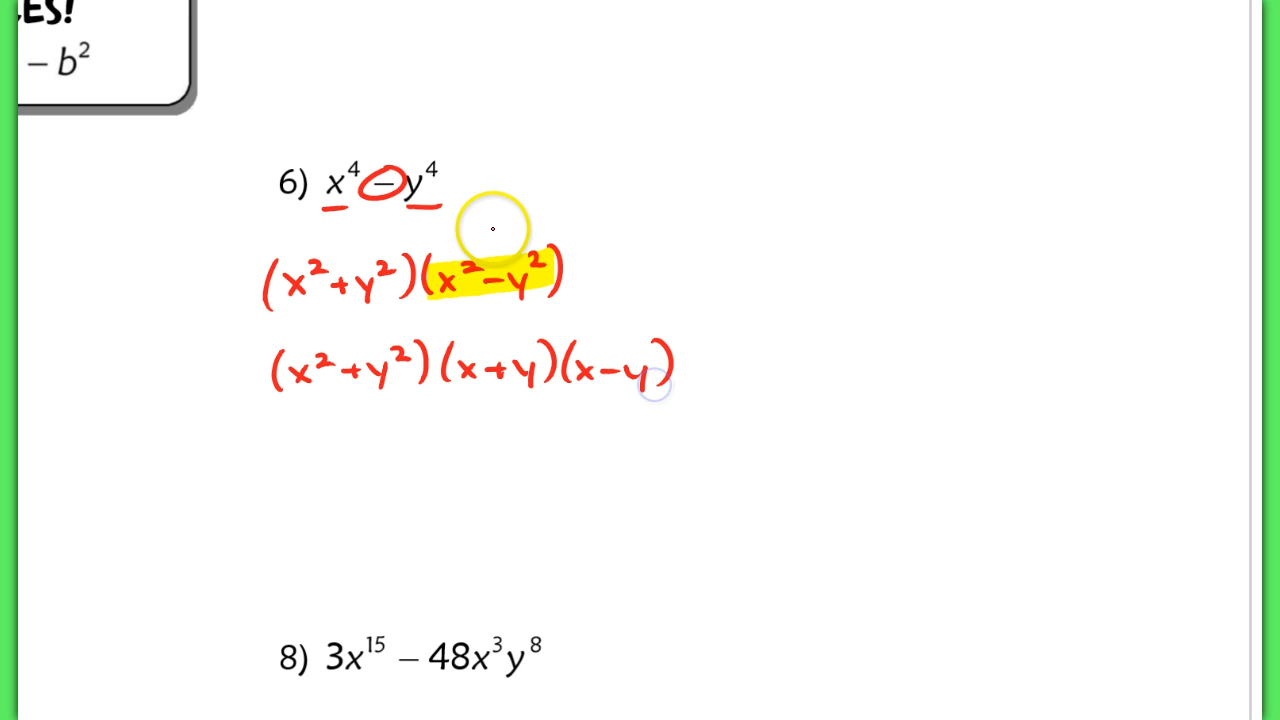 ES!
– b²
6) x⁴ – y⁴
(x²+y²)(x²–y²)
(x²+y²)(x+y)(x–y)
8) 3x¹⁵ – 48x³y⁸